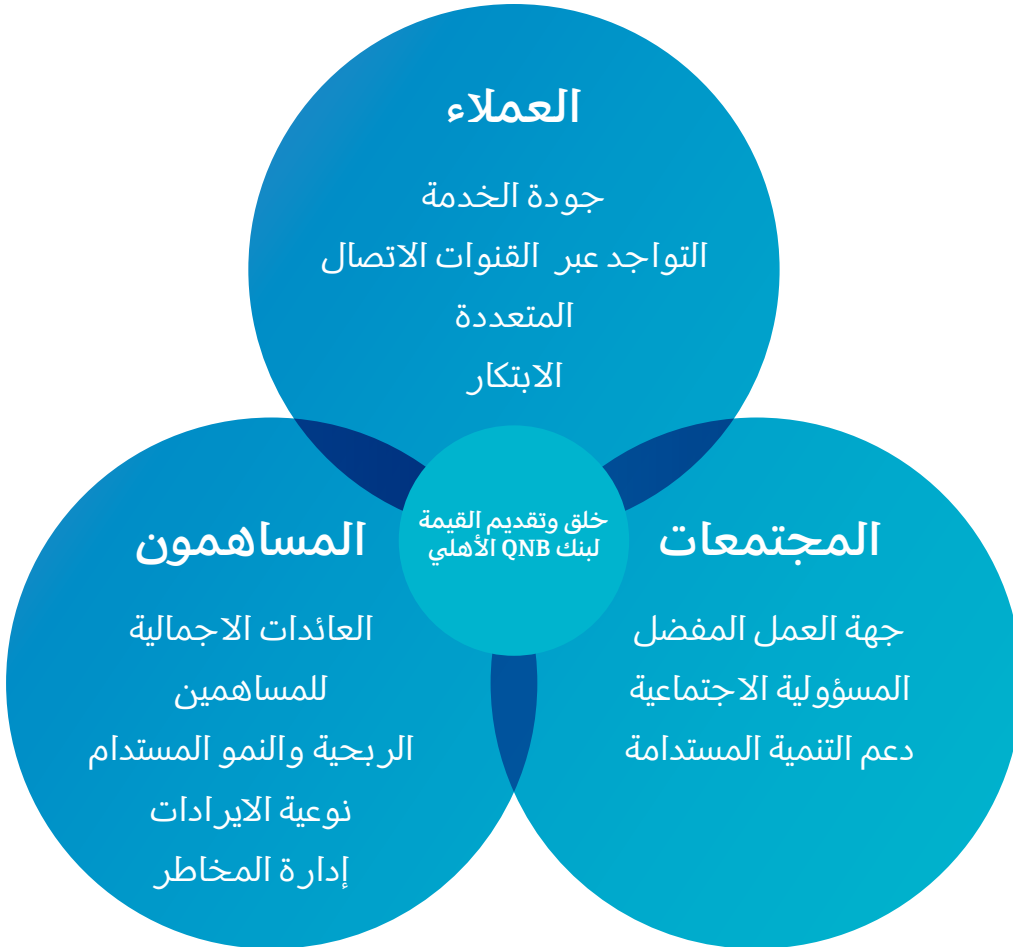 العملاء
جودة الخدمة
التواجد عبر القنوات الاتصال
المتعددة
الابتكار
خلق وتقديم القيمة
لبنك QNB الأهلي
المجتمعات
جهة العمل المفضل
المسؤولية الاجتماعية
دعم التنمية المستدامة
المساهمون
العائدات الاجمالية
للمساهمين
الربحية والنمو المستدام
نوعية الايرادات
إدارة المخاطر